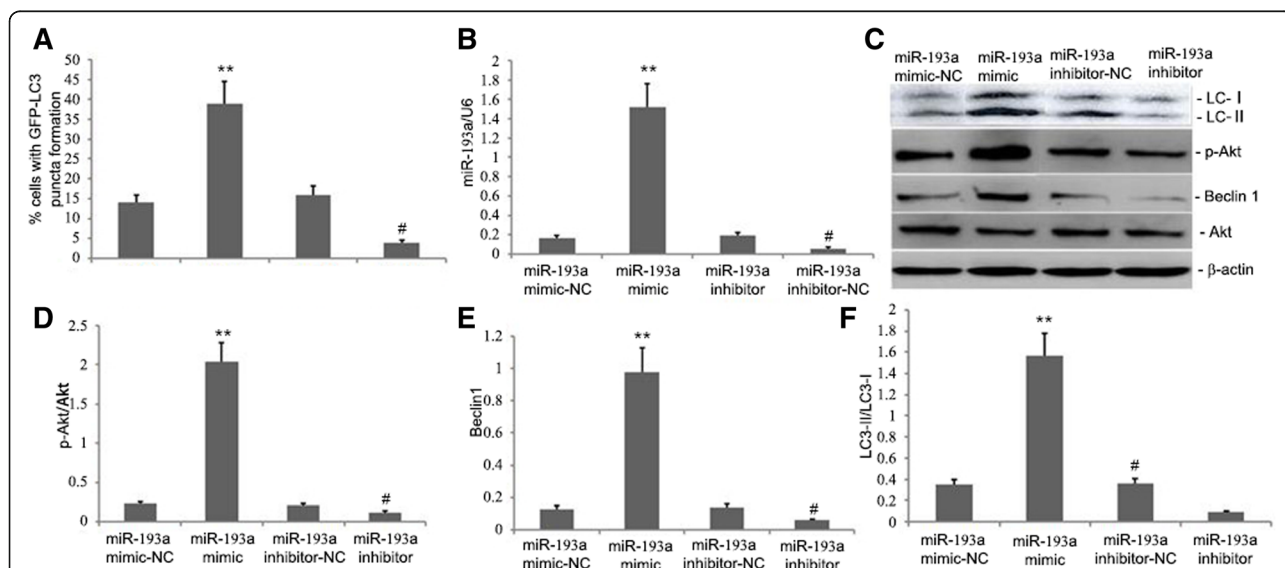 A
% cells with GFP-LC3
puncta formation
50
45
40
35
30
25
20
15
10
5
0
**
#
B
miR-193a/U6
2
1.8
1.6
1.4
1.2
1
0.8
0.6
0.4
0.2
0
**
#
miR-193a
mimic-NC
miR-193a
mimic
miR-193a
inhibitor
miR-193a
inhibitor-NC
C
miR-193a
mimic-NC
miR-193a
mimic
miR-193a
inhibitor-NC
miR-193a
inhibitor
- LC- I
- LC- II
- p-Akt
- Beclin 1
- Akt
- β-actin
D
p-Akt/Akt
2.5
2
1.5
1
0.5
0
**
#
miR-193a
mimic-NC
miR-193a
mimic
miR-193a
inhibitor-NC
miR-193a
inhibitor
E
Beclin1
1.2
1
0.8
0.6
0.4
0.2
0
**
#
miR-193a
mimic-NC
miR-193a
mimic
miR-193a
inhibitor-NC
miR-193a
inhibitor
F
LC3-II/LC3-I
2
1.8
1.6
1.4
1.2
1
0.8
0.6
0.4
0.2
0
**
#
miR-193a
mimic-NC
miR-193a
mimic
miR-193a
inhibitor-NC
miR-193a
inhibitor